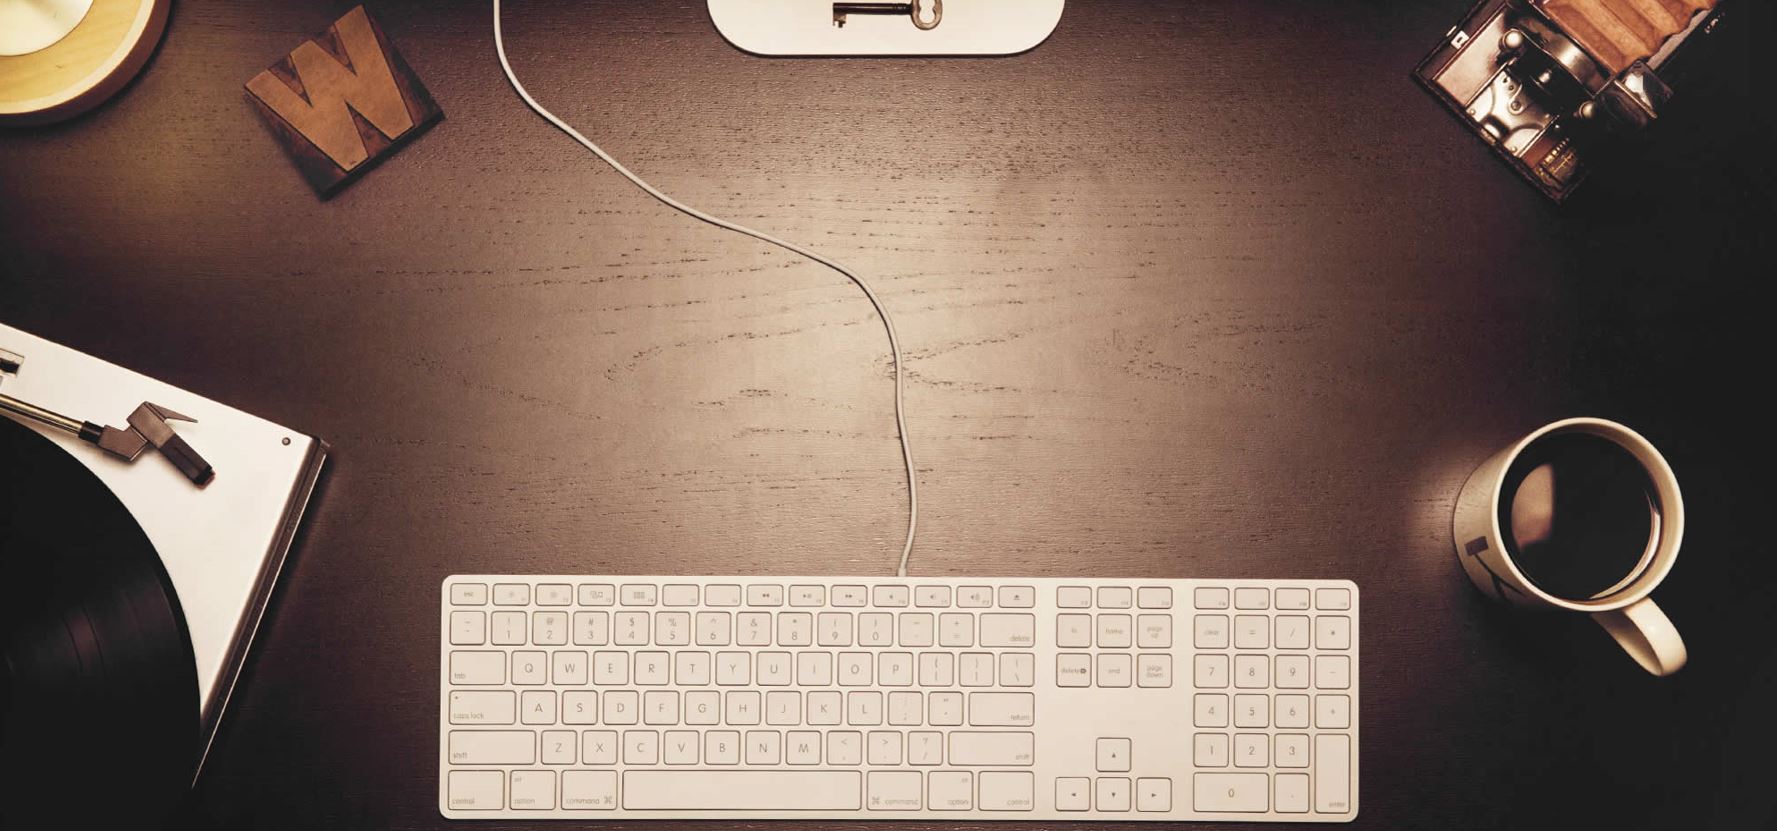 W
esc
~
! 1 @ 2 # 3 $ 4 % 5 ^ 6 & 7 * 8 ( 9 ) 0 - + = delete
home page up
clear = / *
tab Q W E R T Y U I O P { [ } ] | \
delete end page down
7 8 9 -
caps lock A S D F G H J K L : ; " ' return
4 5 6 +
shift Z X C V B N M < , > . ? / shift
1 2 3
control alt option command ⌘ ⌘ command alt option control
0 . enter